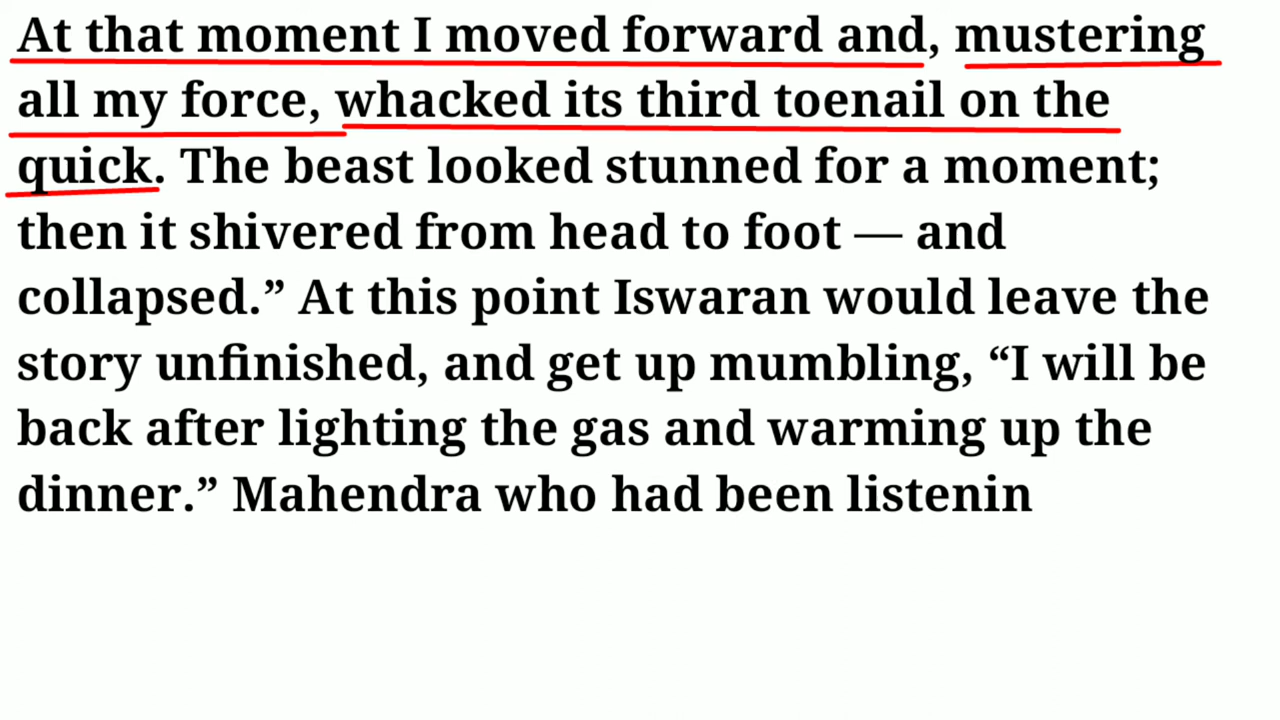 At that moment I moved forward and, mustering
all my force, whacked its third toenail on the
quick. The beast looked stunned for a moment;
then it shivered from head to foot — and
collapsed.” At this point Iswaran would leave the
story unfinished, and get up mumbling, “I will be
back after lighting the gas and warming up the
dinner.” Mahendra who had been listenin